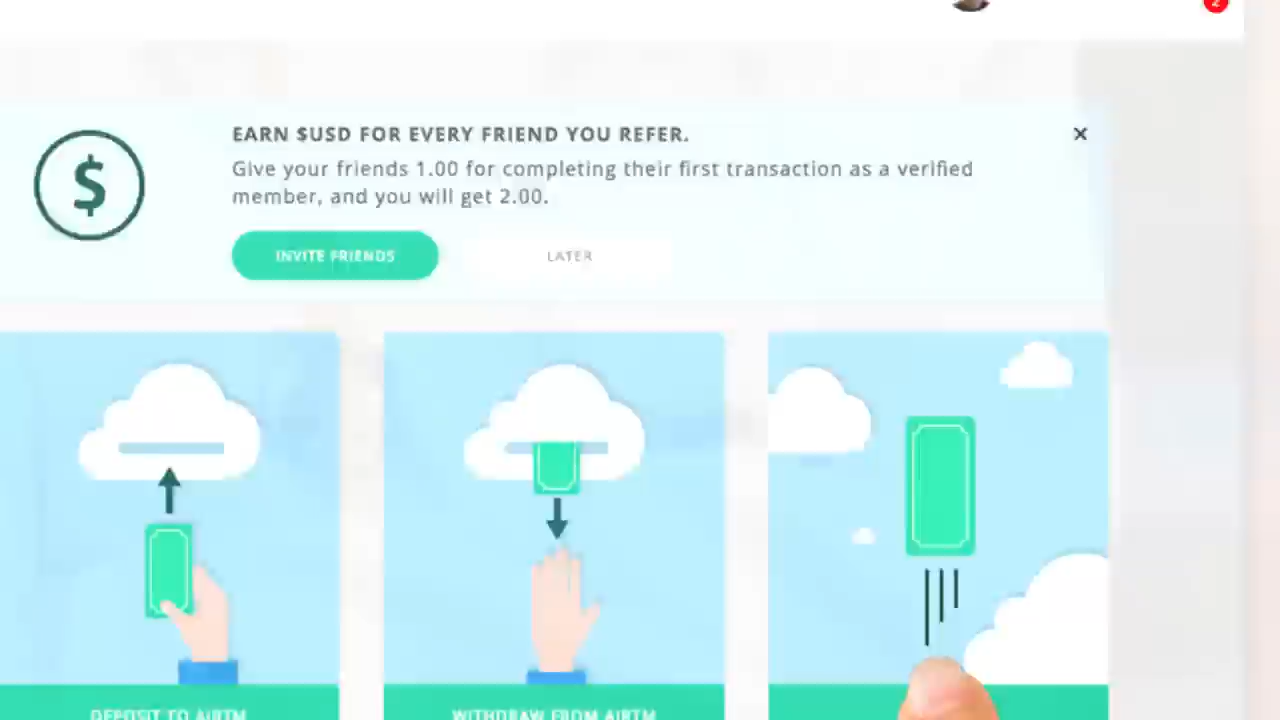 2
EARN $USD FOR EVERY FRIEND YOU REFER.
Give your friends 1.00 for completing their first transaction as a verified
member, and you will get 2.00.
INVITE FRIENDS
LATER
$
DEPOSIT TO AIRTM
WITHDRAW FROM AIRTM